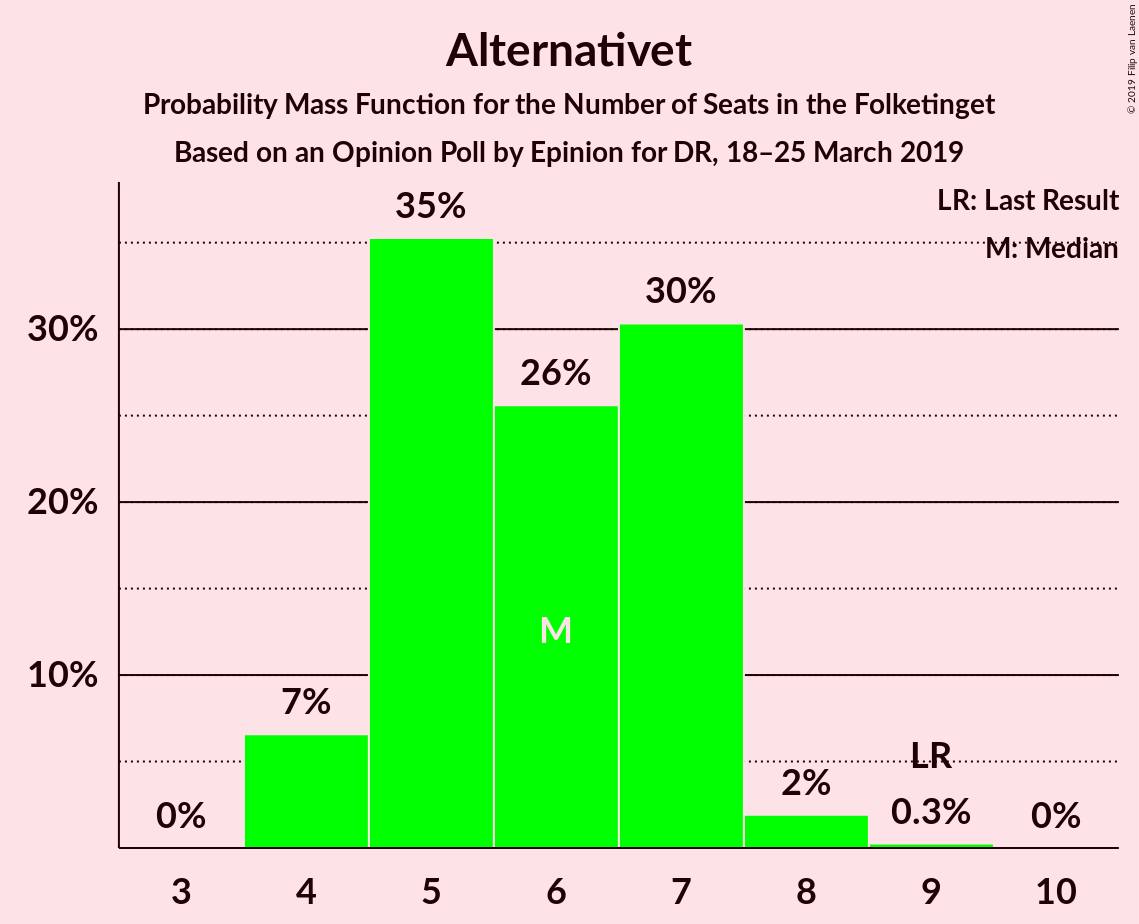 Alternativet
Probability Mass Function for the Number of Seats in the Folketinget
Based on an Opinion Poll by Epinion for DR, 18–25 March 2019
© 2019 Filip van Laenen
LR: Last Result
M: Median
35%
30%
30%
26%
20%
M
10%
7%
LR
2%
0.3%
0%
0%
3 4 5 6 7 8 9 10